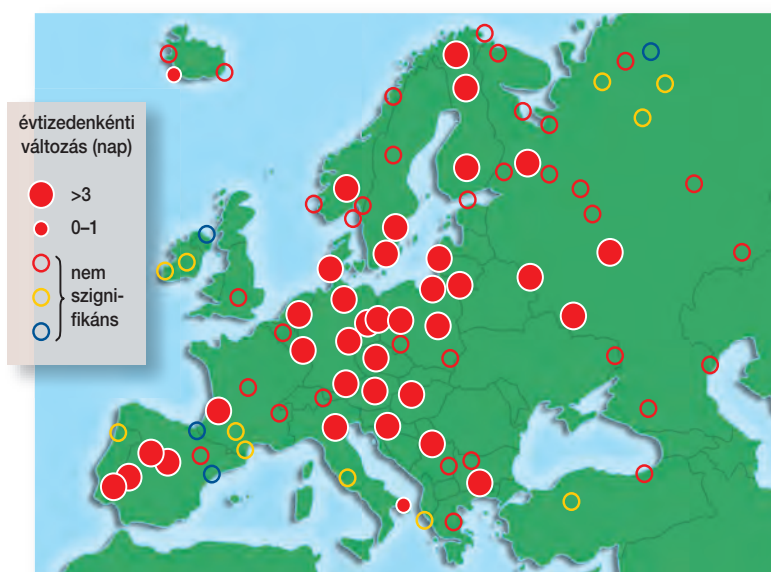 évtizedenkénti
változás (nap)
>3
0–1
nem
szigni-
fikáns